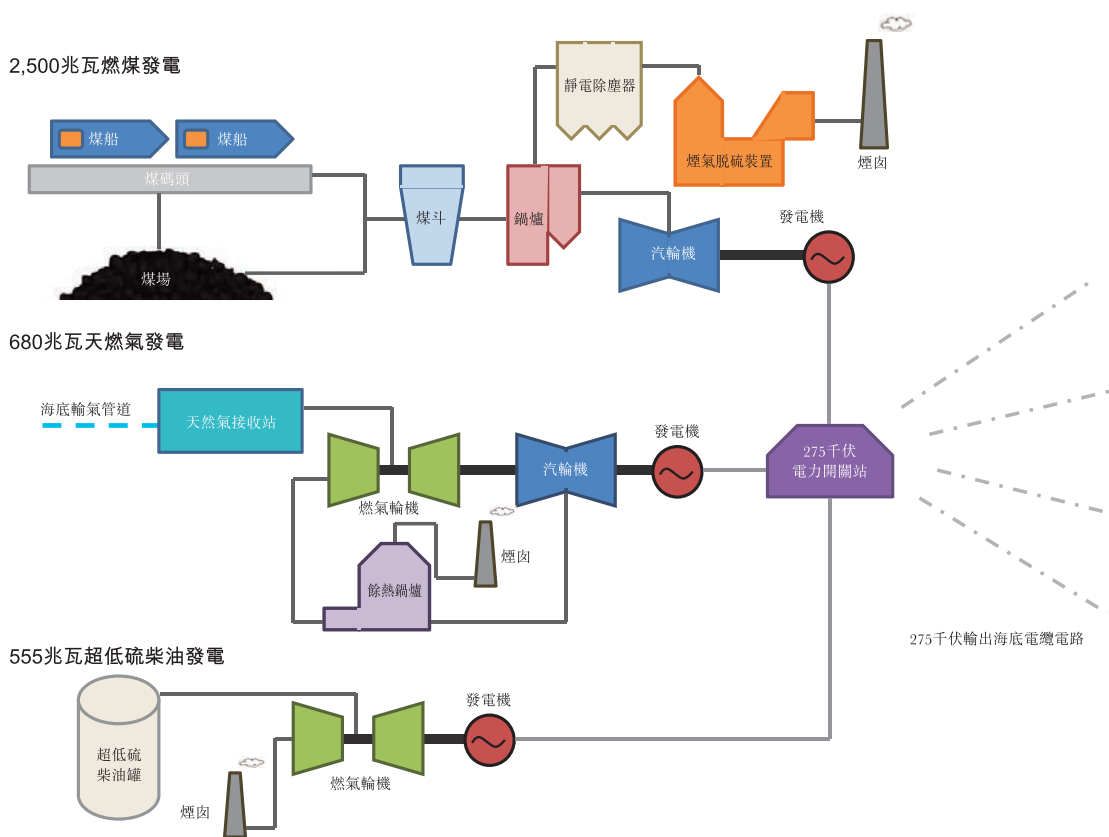 2,500兆瓦燃煤發電
煤船
煤船
煤碼頭
煤場
煤斗
鍋爐
靜電除塵器
煙氣脱硫裝置
煙囱
汽輪機
發電機
680兆瓦天燃氣發電
海底輸氣管道
天然氣接收站
燃氣輪機
汽輪機
發電機
275千伏
電力開關站
餘熱鍋爐
煙囱
275千伏輸出海底電纜電路
555兆瓦超低硫柴油發電
超低硫
柴油罐
煙囱
燃氣輪機
發電機